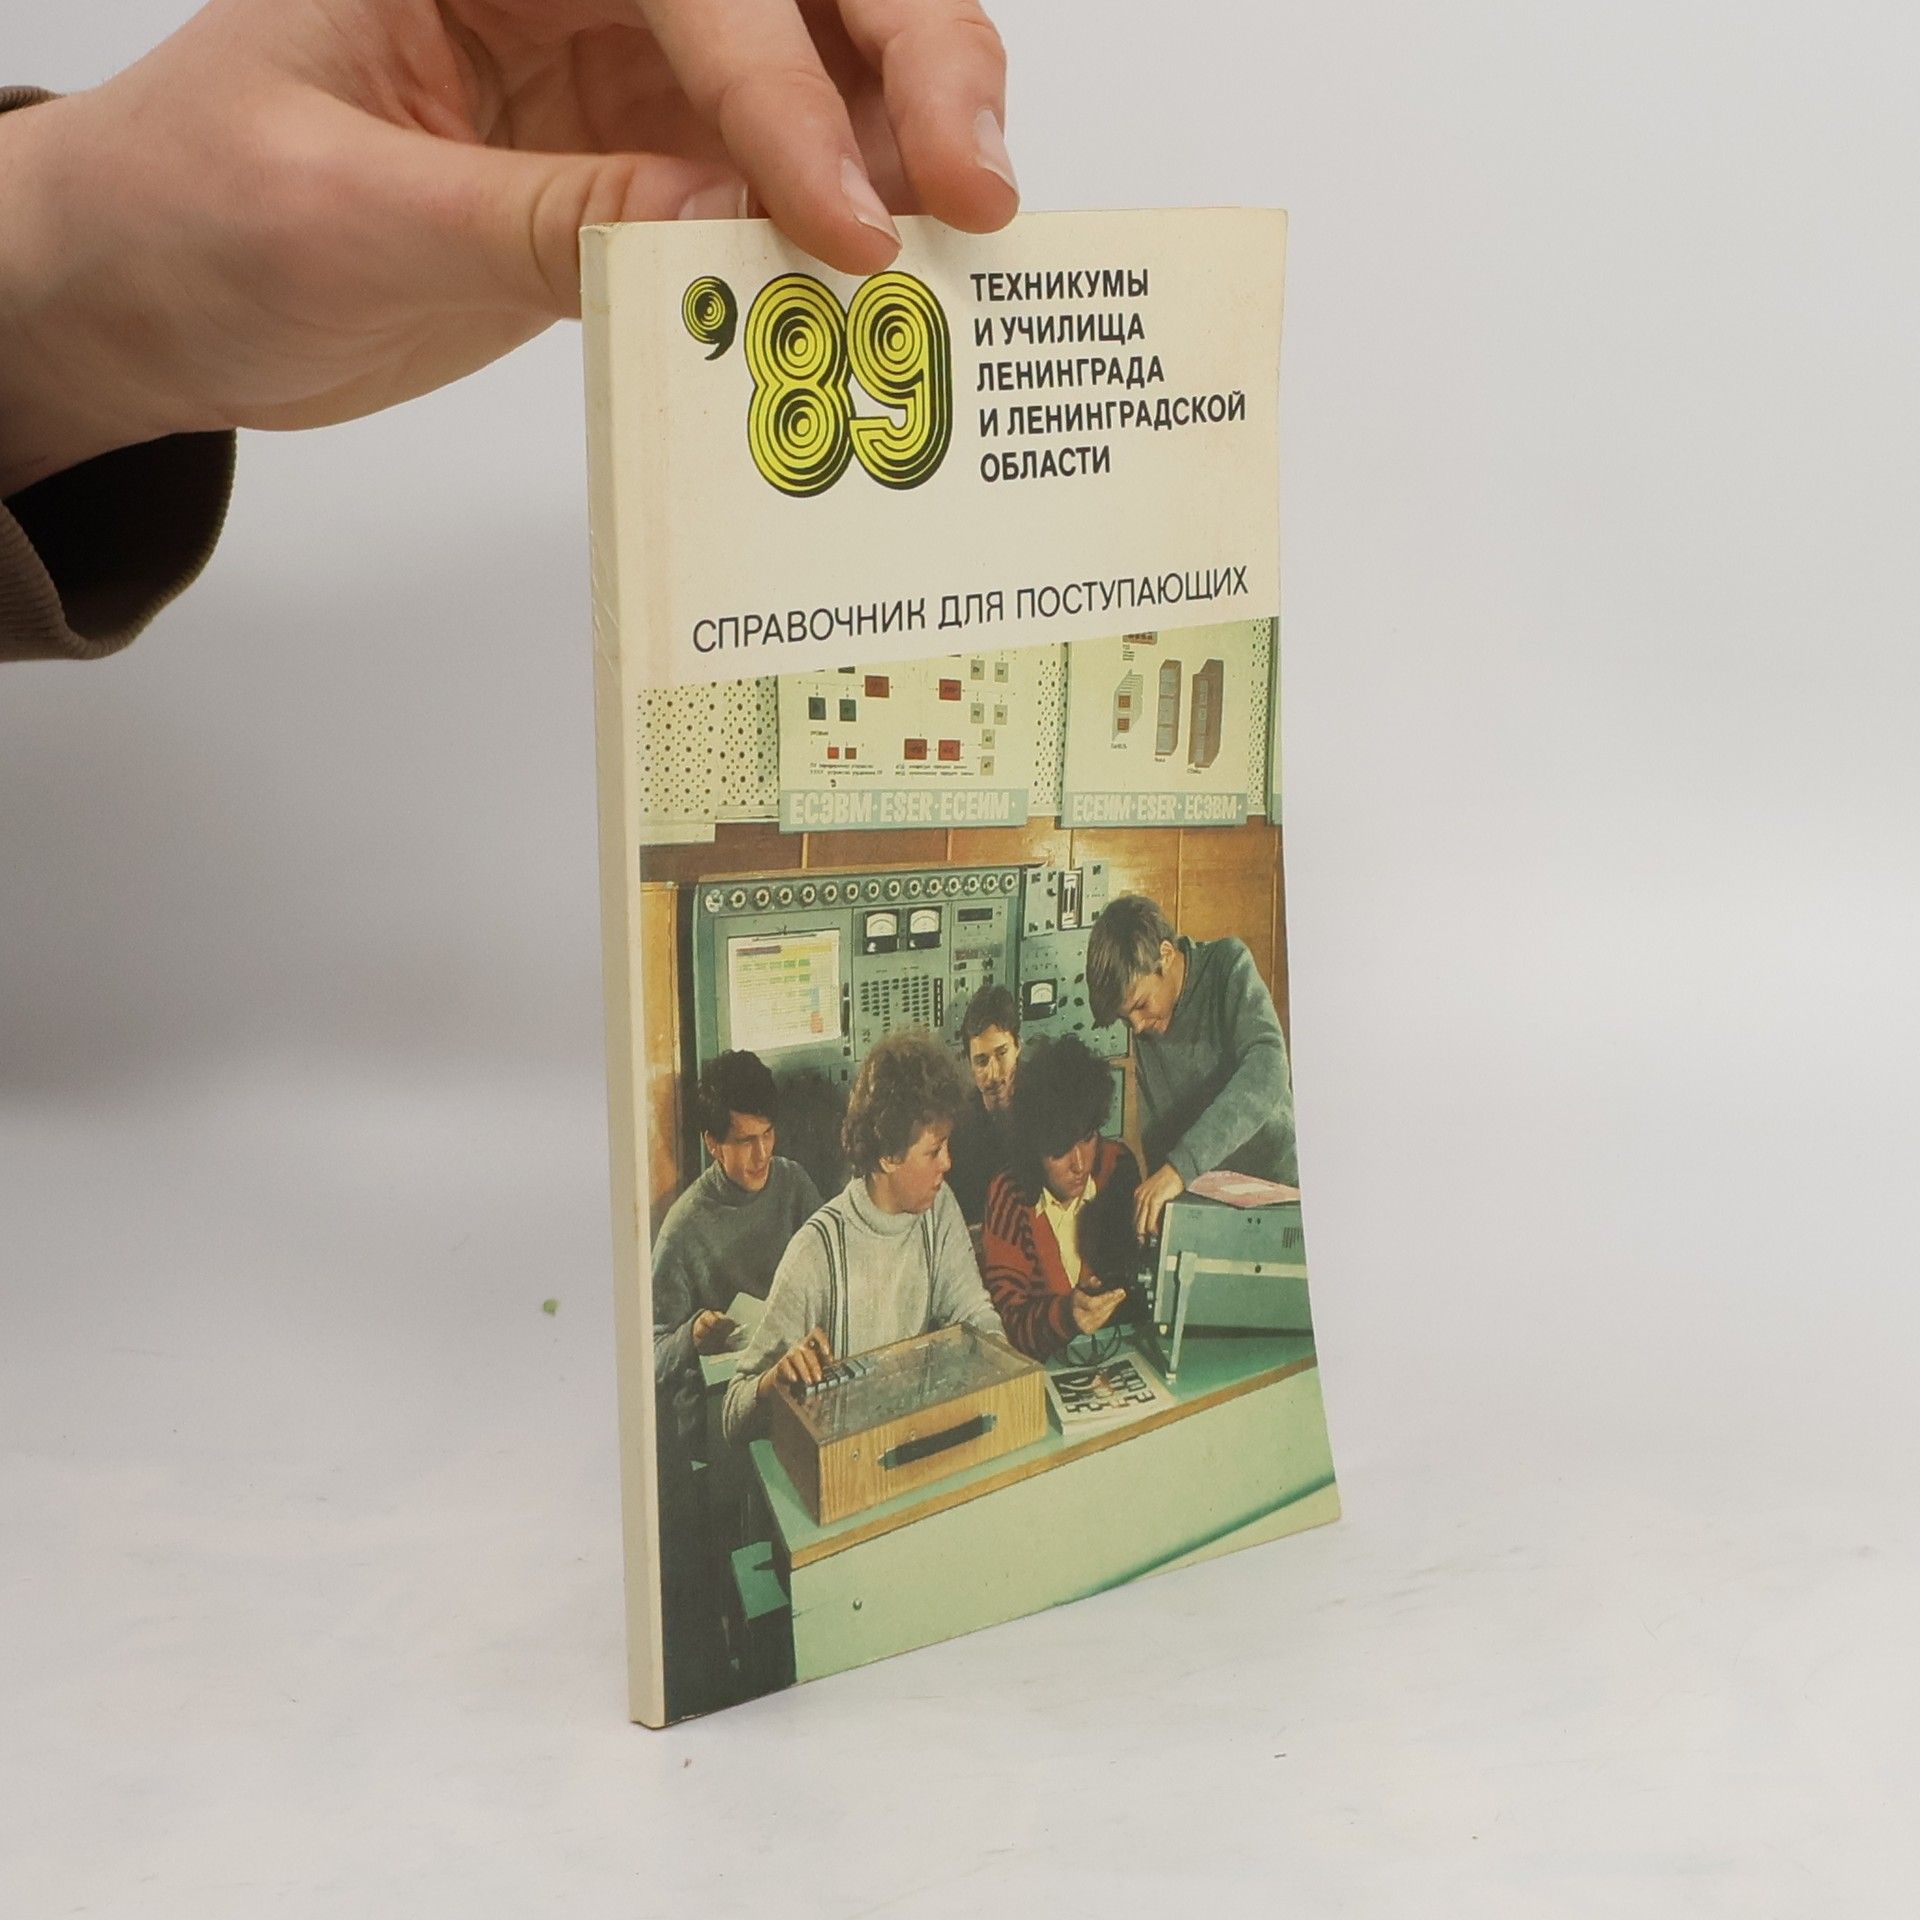 '89
ТЕХНИКУМЫ
И УЧИЛИЩА
ЛЕНИНГРАДА
И ЛЕНИНГРАДСКОЙ
ОБЛАСТИ
СПРАВОЧНИК ДЛЯ ПОСТУПАЮЩИХ
ЕСЭВМ · ESER · ЕСЕИМ ·
ЕСЕИМ · ESER · ЕСЭВМ ·